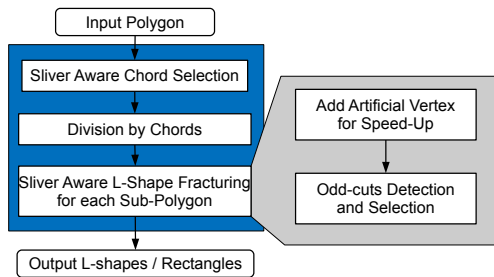 Input Polygon
Sliver Aware Chord Selection
Division by Chords
Sliver Aware L-Shape Fracturing
for each Sub-Polygon
Output L-shapes / Rectangles
Add Artificial Vertex
for Speed-Up
Odd-cuts Detection
and Selection